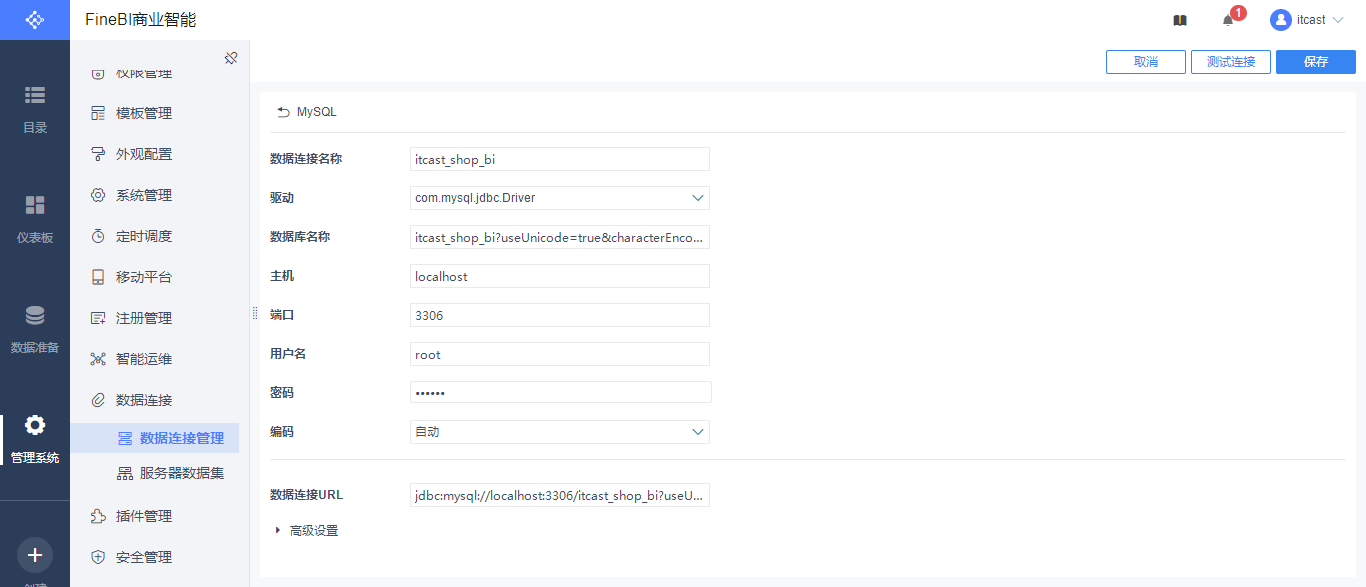 FineBI商业智能
1
itcast
目录
仪表板
数据准备
管理系统
创建
权限管理
模板管理
外观配置
系统管理
定时调度
移动平台
注册管理
智能运维
数据连接
数据连接管理
服务器数据集
插件管理
安全管理
取消
测试连接
保存
MySQL
数据连接名称
itcast_shop_bi
驱动
com.mysql.jdbc.Driver
数据库名称
itcast_shop_bi?useUnicode=true&characterEnco...
主机
localhost
端口
3306
用户名
root
密码
••••••
编码
自动
数据连接URL
jdbc:mysql://localhost:3306/itcast_shop_bi?useU...
高级设置